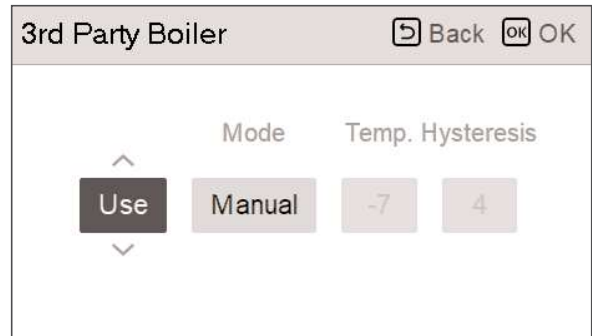 3rd Party Boiler Back OK OK
Mode Temp. Hysteresis
Use Manual -7 4